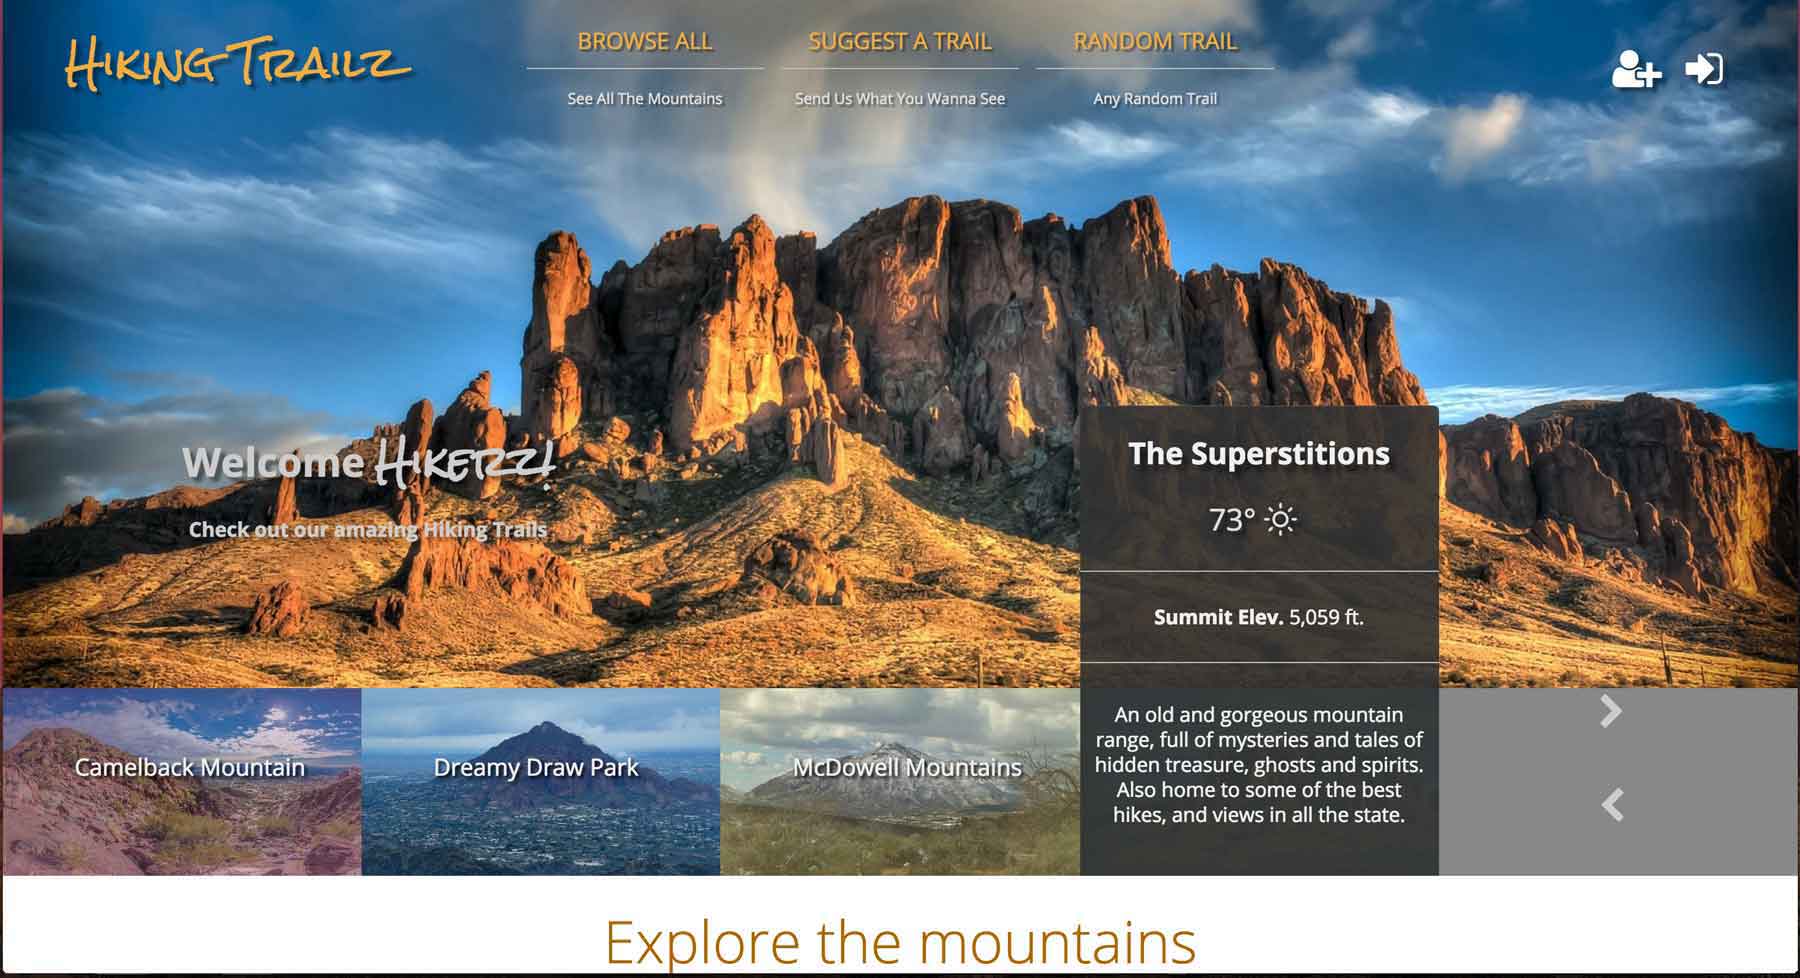 Hiking Trailz
BROWSE ALL
See All The Mountains
SUGGEST A TRAIL
Send Us What You Wanna See
RANDOM TRAIL
Any Random Trail
Welcome Hikerzz!
Check out our amazing Hiking Trails
The Superstitions
73°
Summit Elev. 5,059 ft.
An old and gorgeous mountain
range, full of mysteries and tales of
hidden treasure, ghosts and spirits.
Also home to some of the best
hikes, and views in all the state.
Camelback Mountain
Dreamy Draw Park
McDowell Mountains
Explore the mountains